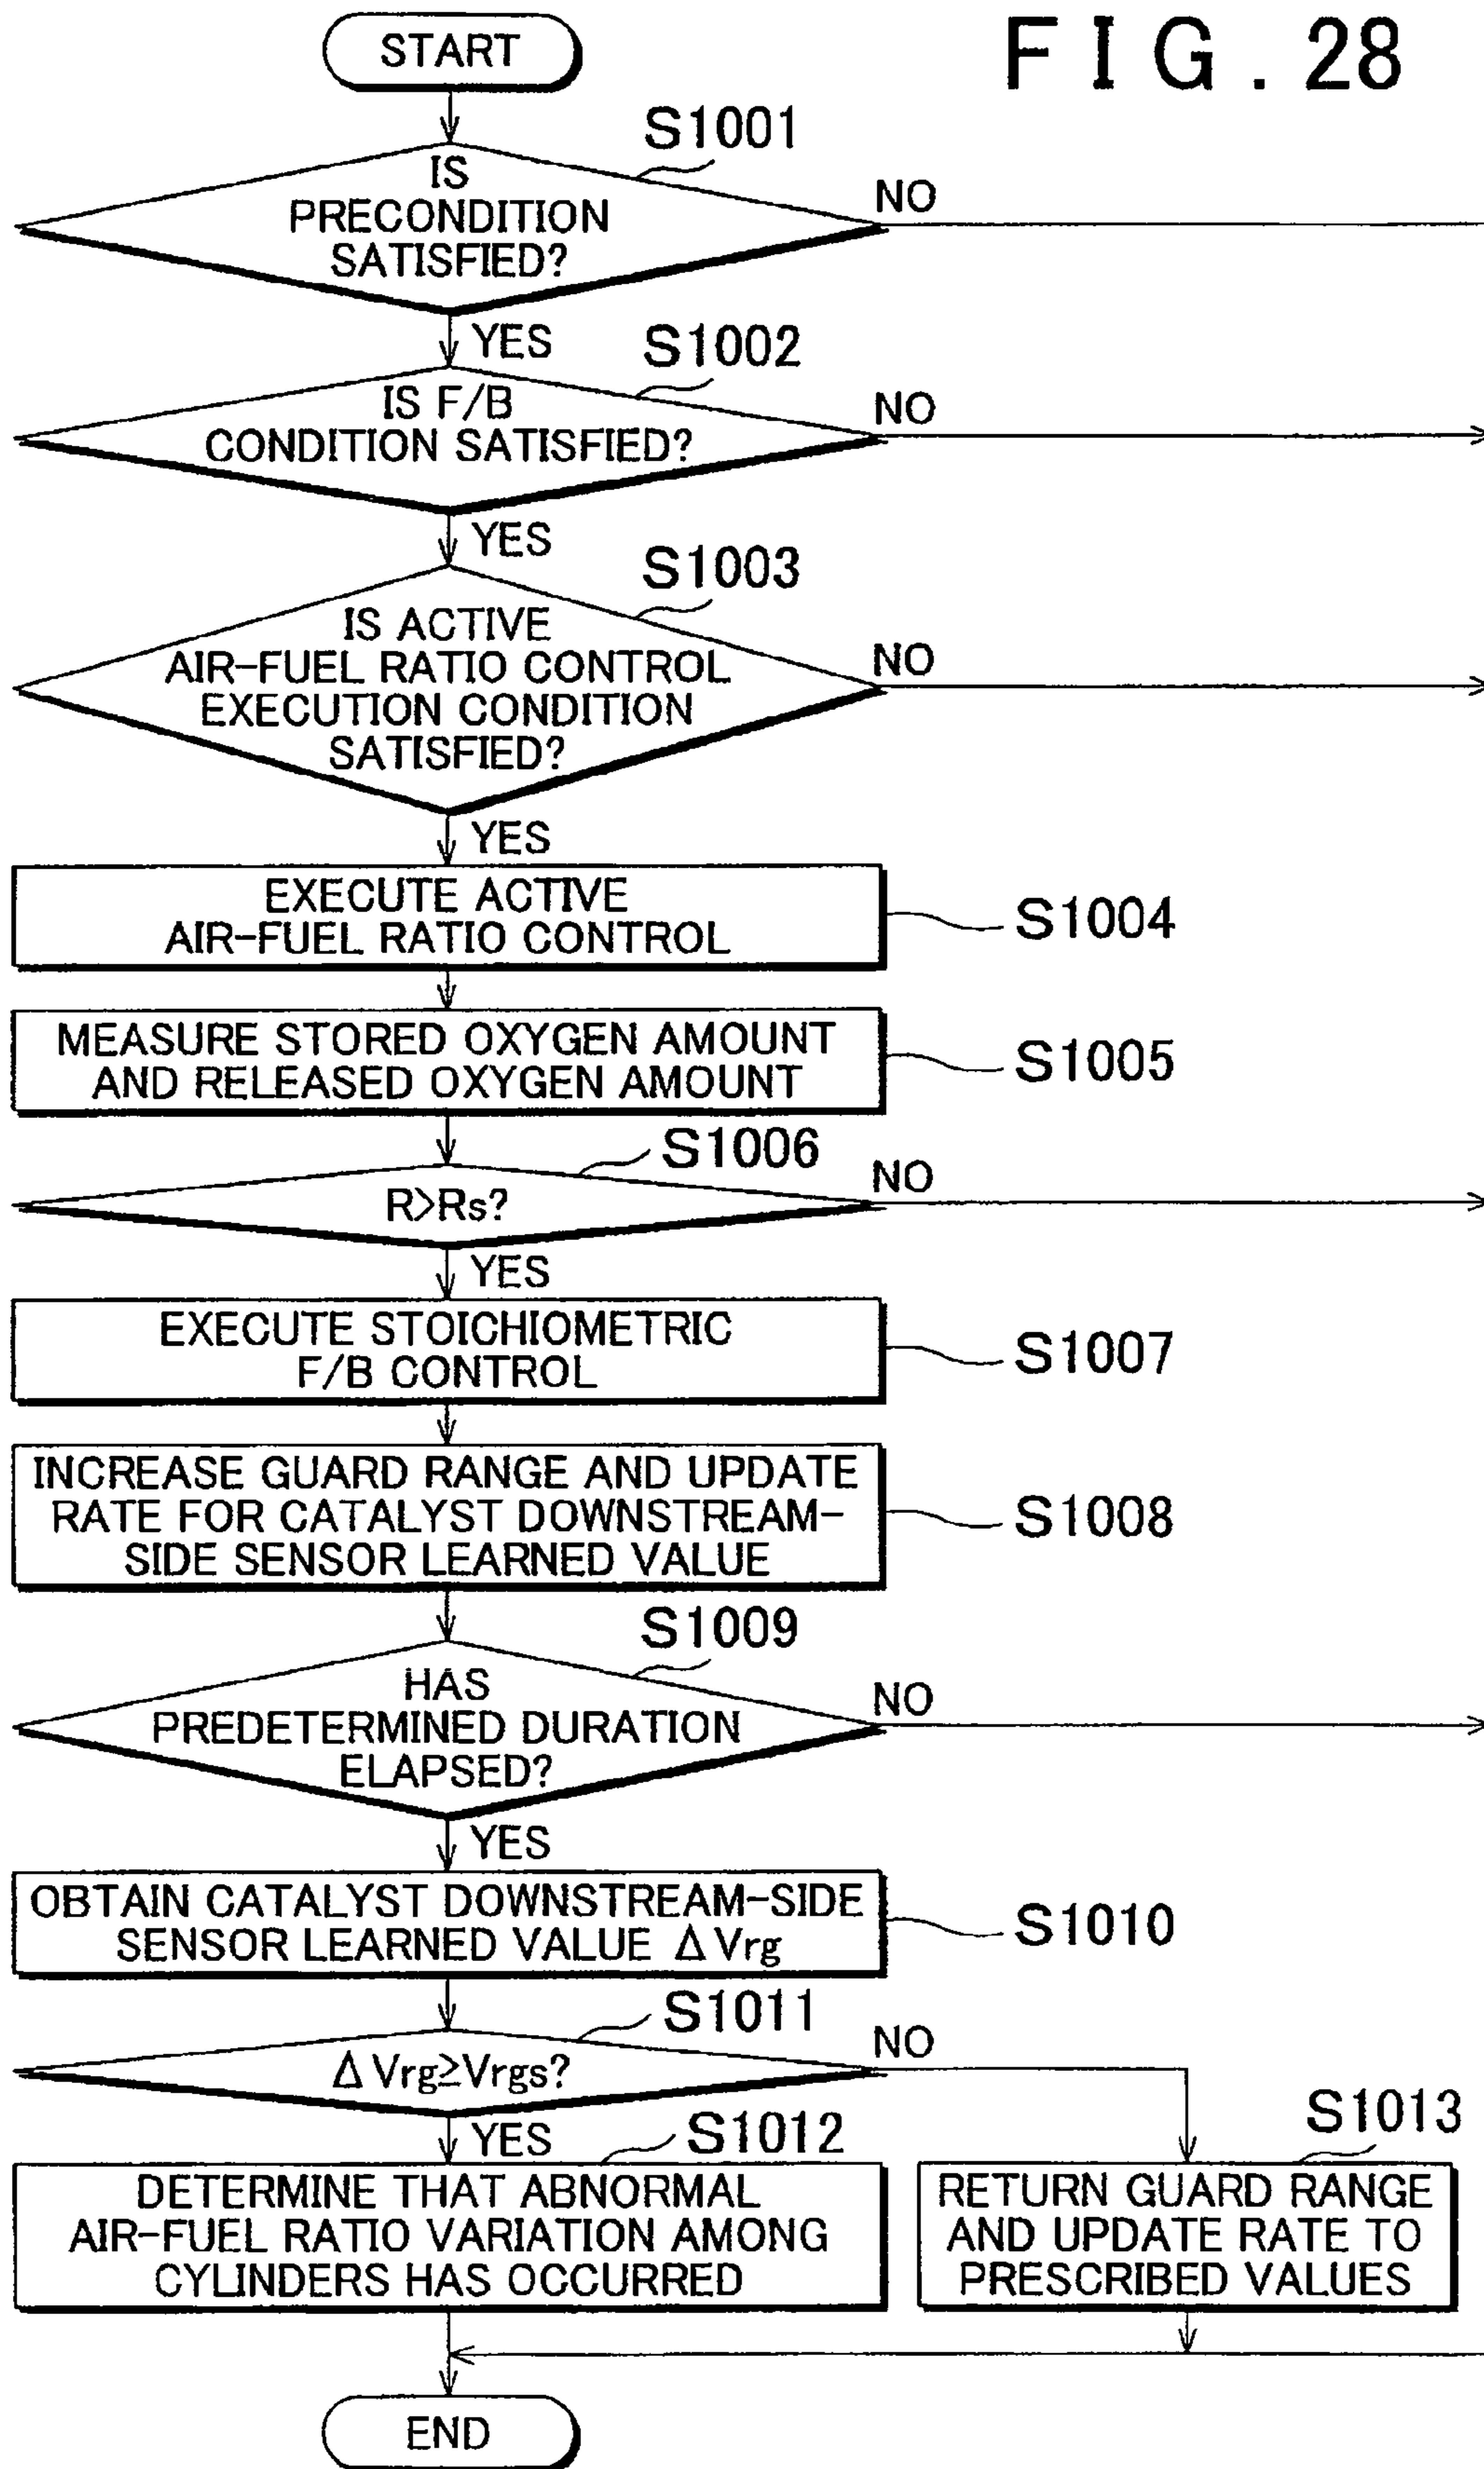 FIG. 28
START
S1001
IS
PRECONDITION
SATISFIED?
NO
YES
S1002
IS F/B
CONDITION SATISFIED?
NO
YES
S1003
IS ACTIVE
AIR-FUEL RATIO CONTROL
EXECUTION CONDITION
SATISFIED?
NO
YES
EXECUTE ACTIVE
AIR-FUEL RATIO CONTROL
S1004
MEASURE STORED OXYGEN AMOUNT
AND RELEASED OXYGEN AMOUNT
S1005
S1006
R>Rs?
NO
YES
EXECUTE STOICHIOMETRIC
F/B CONTROL
S1007
INCREASE GUARD RANGE AND UPDATE
RATE FOR CATALYST DOWNSTREAM-
SIDE SENSOR LEARNED VALUE
S1008
S1009
HAS
PREDETERMINED DURATION
ELAPSED?
NO
YES
OBTAIN CATALYST DOWNSTREAM-SIDE
SENSOR LEARNED VALUE ΔVrg
S1010
S1011
ΔVrg≥Vrgs?
NO
YES
S1012
DETERMINE THAT ABNORMAL
AIR-FUEL RATIO VARIATION AMONG
CYLINDERS HAS OCCURRED
S1013
RETURN GUARD RANGE
AND UPDATE RATE TO
PRESCRIBED VALUES
END